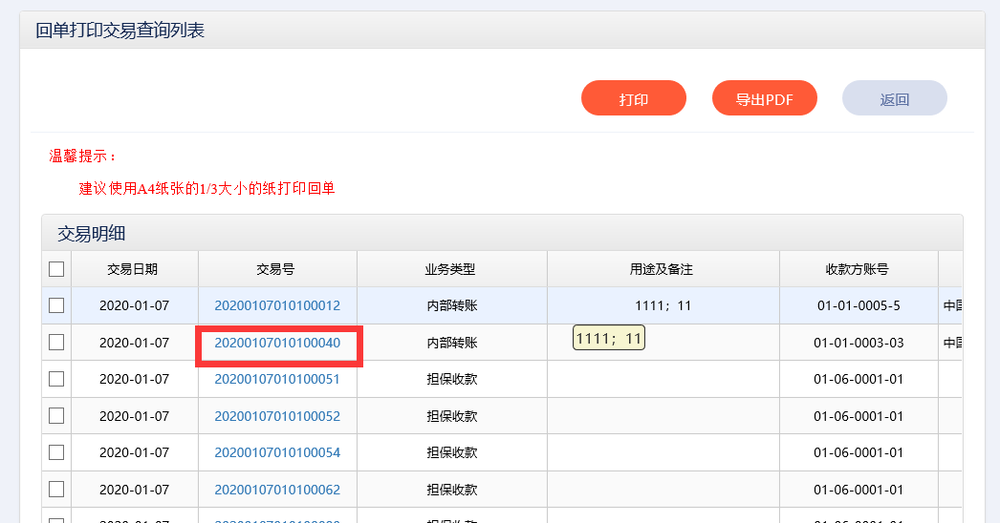 回单打印交易查询列表
打印 导出PDF 返回
温馨提示：
建议使用A4纸张的1/3大小的纸打印回单
交易明细
交易日期 交易号 业务类型 用途及备注 收款方账号
2020-01-07 20200107010100012 内部转账 1111；11 01-01-0005-5 中国
2020-01-07 20200107010100040 内部转账 1111；11 01-01-0003-03 中国
2020-01-07 20200107010100051 担保收款 01-06-0001-01
2020-01-07 20200107010100052 担保收款 01-06-0001-01
2020-01-07 20200107010100054 担保收款 01-06-0001-01
2020-01-07 20200107010100062 担保收款 01-06-0001-01